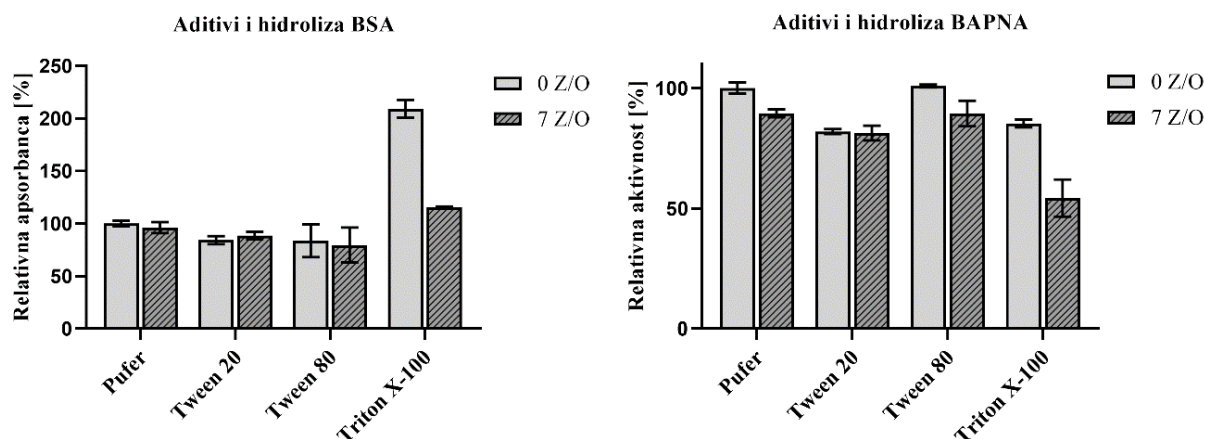 Aditivi i hidroliza BSA
Relativna apsorbanca [%]
250
200
150
100
50
0
Pufer
Tween 20
Tween 80
Triton X-100
0 Z/O
7 Z/O
Aditivi i hidroliza BAPNA
Relativna aktivnost [%]
100
50
0
Pufer
Tween 20
Tween 80
Triton X-100
0 Z/O
7 Z/O